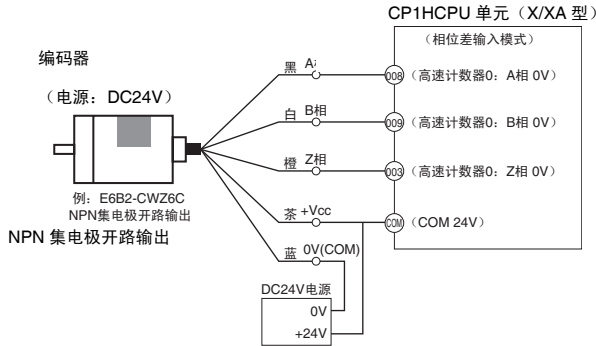 CP1HCPU 单元（X/XA 型）
（相位差输入模式）
编码器
（电源：DC24V）
黑 A相
008 （高速计数器0：A相 0V）
白 B相
009 （高速计数器0：B相 0V）
橙 Z相
003 （高速计数器0：Z相 0V）
例：E6B2-CWZ6C
NPN集电极开路输出
NPN 集电极开路输出
茶 +Vcc
COM （COM 24V）
蓝 0V(COM)
DC24V电源
0V
+24V